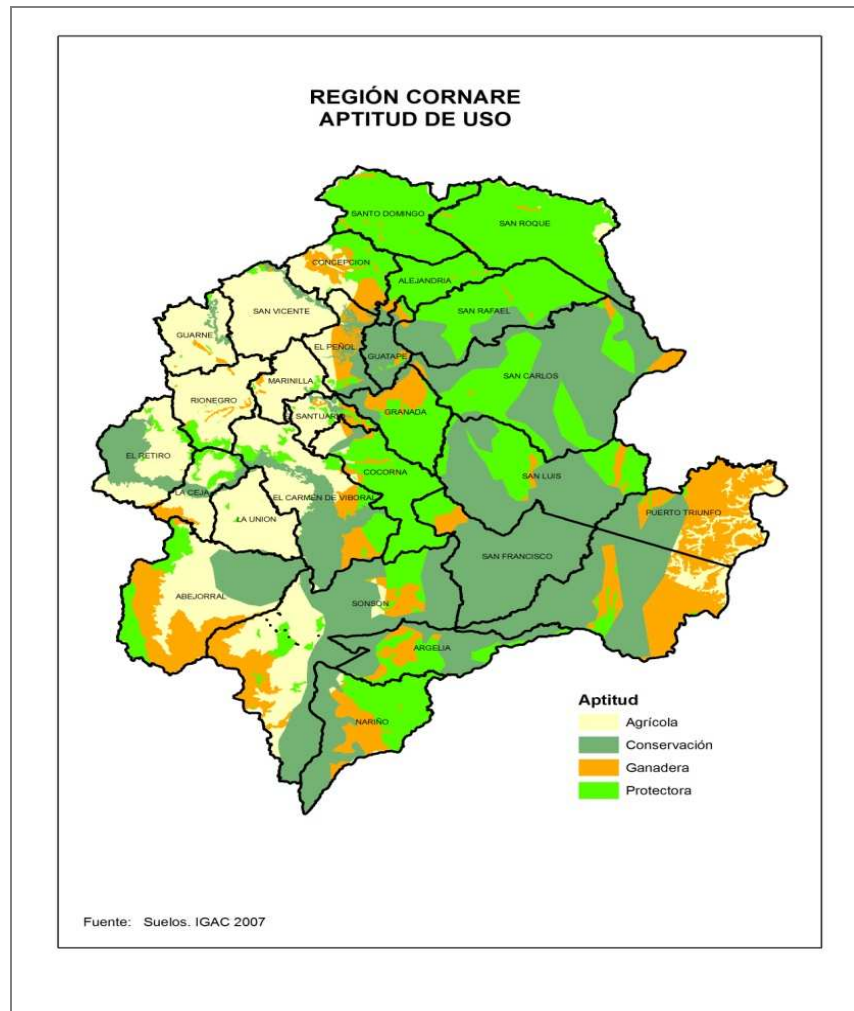 REGIÓN CORNARE
APTITUD DE USO
SANTO DOMINGO
SAN ROQUE
CONCEPCION
ALEJANDRIA
SAN VICENTE
SAN RAFAEL
GUARNE
EL PEÑOL
GUATAPE
MARINILLA
SAN CARLOS
RIONEGRO
GRANADA
SANTUARIO
EL RETIRO
COCORNA
SAN LUIS
LA CEJA
EL CARMEN DE VIBORAL
PUERTO TRIUNFO
LA UNION
SAN FRANCISCO
ABEJORRAL
SONSON
ARGELIA
NARIÑO
Aptitud
Agrícola
Conservación
Ganadera
Protectora
Fuente: Suelos. IGAC 2007